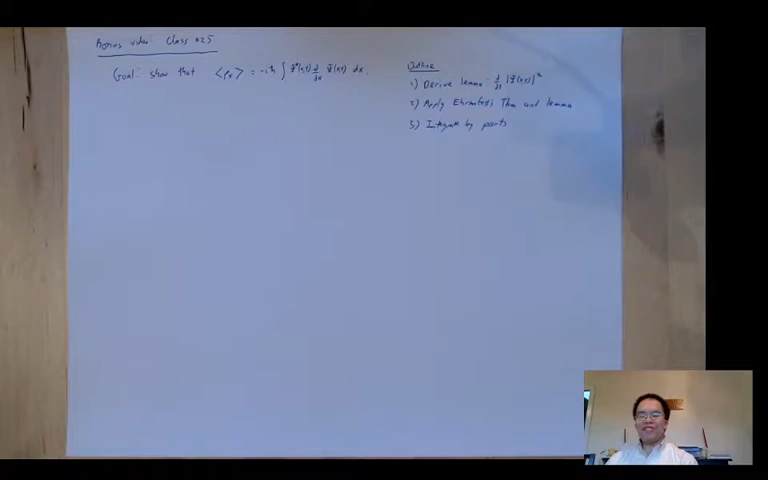 Bonus video: Class #25
Goal: show that ⟨pₓ⟩ = -iħ ∫ Ψ*(x,t) ∂/∂x Ψ(x,t) dx.
Outline
1) Derive lemma: ∂/∂t |Ψ(x,t)|²
2) Apply Ehrenfest's Thm and lemma
3) Integrate by parts